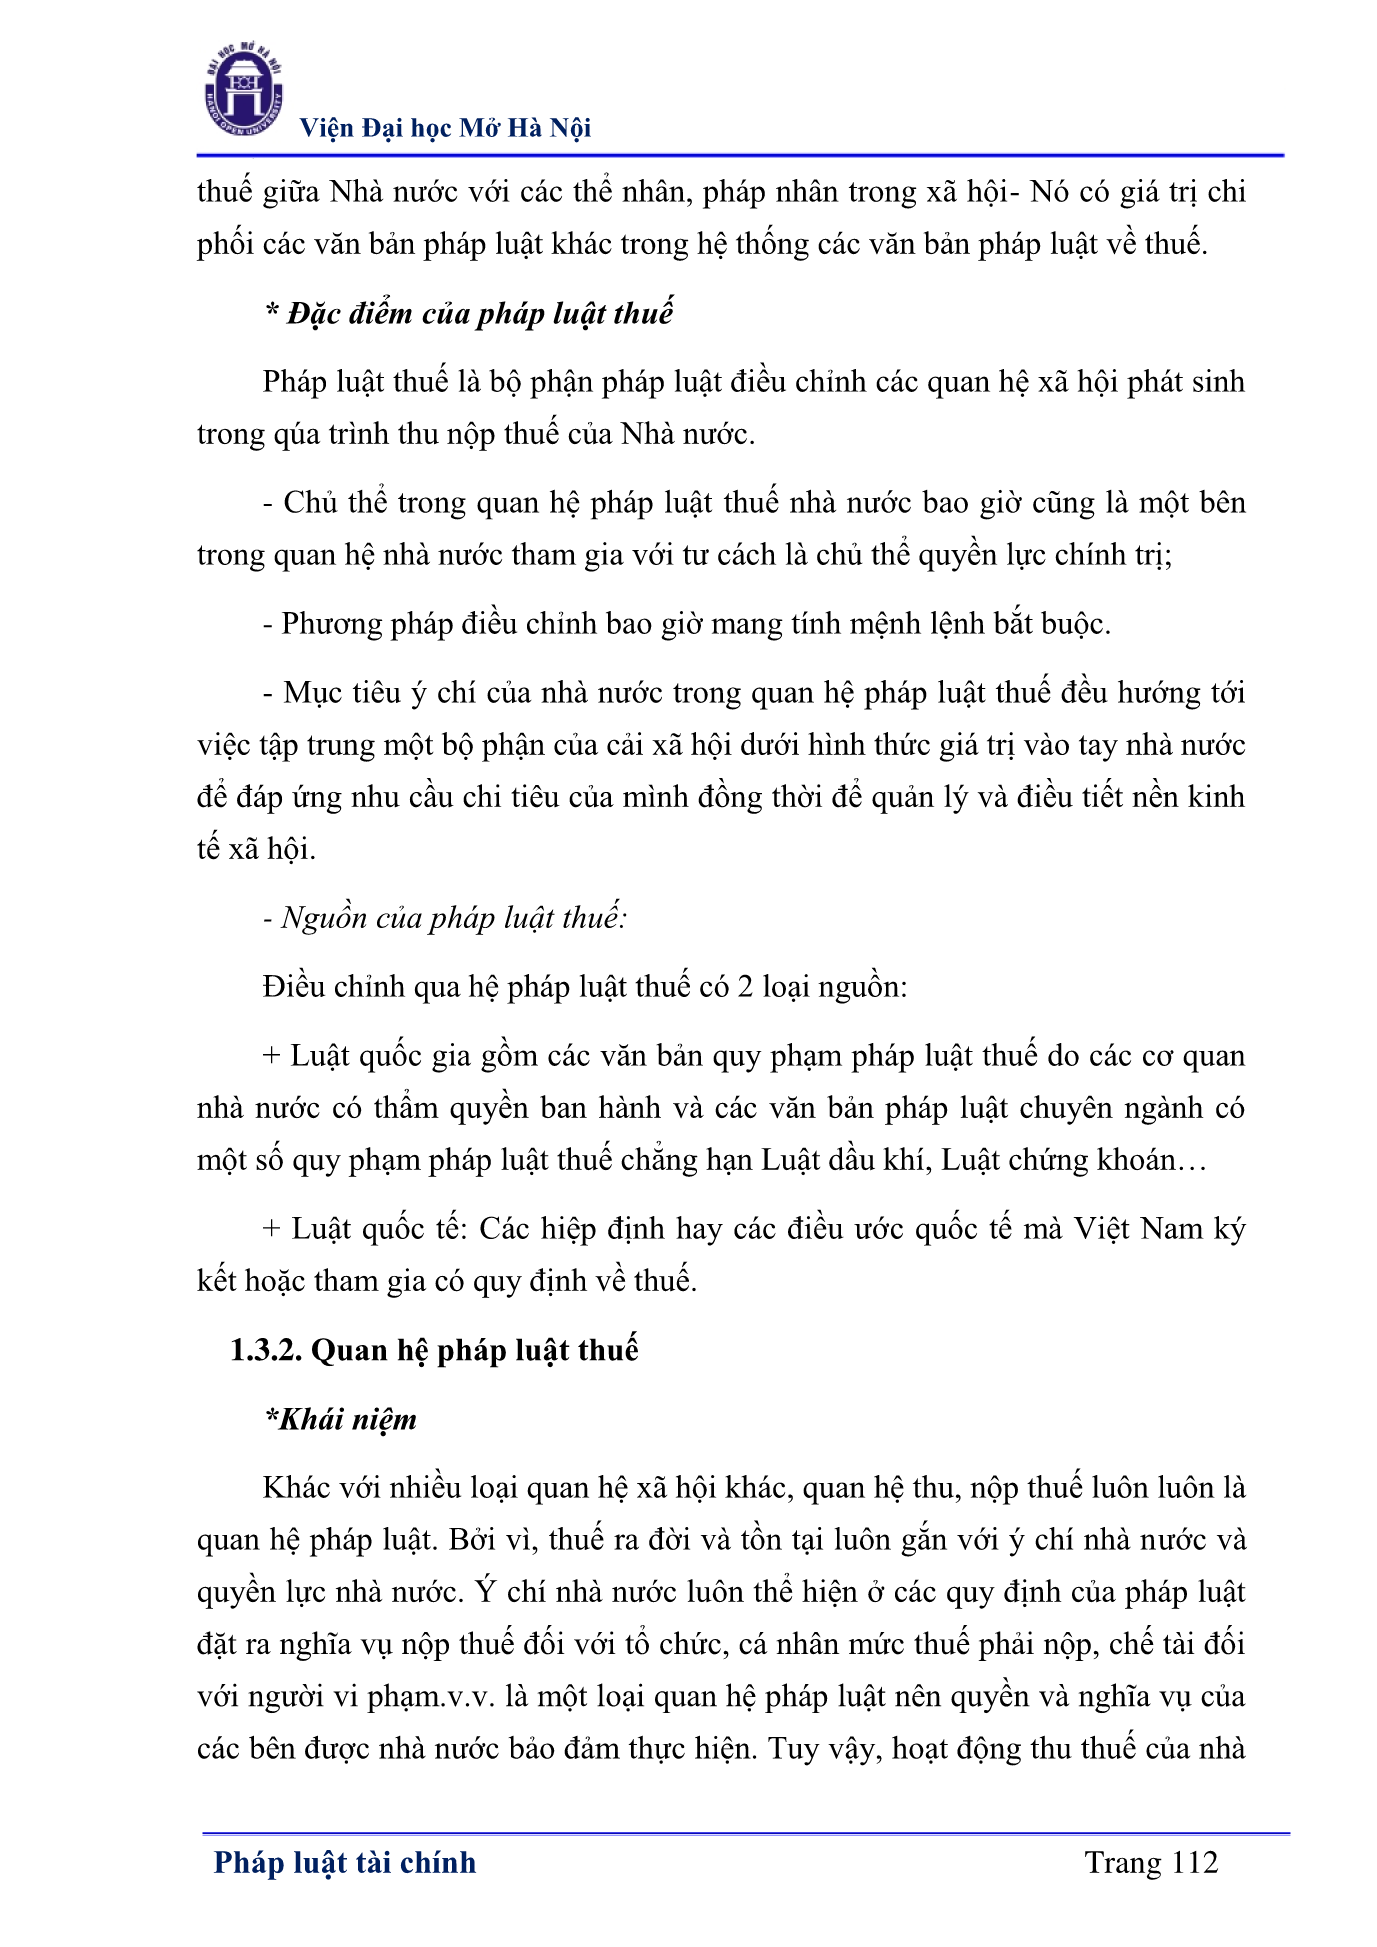 ĐẠI HỌC MỞ HÀ NỘI
HANOI OPEN UNIVERSITY
Viện Đại học Mở Hà Nội
thuế giữa Nhà nước với các thể nhân, pháp nhân trong xã hội- Nó có giá trị chi
phối các văn bản pháp luật khác trong hệ thống các văn bản pháp luật về thuế.
* Đặc điểm của pháp luật thuế
Pháp luật thuế là bộ phận pháp luật điều chỉnh các quan hệ xã hội phát sinh
trong qúa trình thu nộp thuế của Nhà nước.
- Chủ thể trong quan hệ pháp luật thuế nhà nước bao giờ cũng là một bên
trong quan hệ nhà nước tham gia với tư cách là chủ thể quyền lực chính trị;
- Phương pháp điều chỉnh bao giờ mang tính mệnh lệnh bắt buộc.
- Mục tiêu ý chí của nhà nước trong quan hệ pháp luật thuế đều hướng tới
việc tập trung một bộ phận của cải xã hội dưới hình thức giá trị vào tay nhà nước
để đáp ứng nhu cầu chi tiêu của mình đồng thời để quản lý và điều tiết nền kinh
tế xã hội.
- Nguồn của pháp luật thuế:
Điều chỉnh qua hệ pháp luật thuế có 2 loại nguồn:
+ Luật quốc gia gồm các văn bản quy phạm pháp luật thuế do các cơ quan
nhà nước có thẩm quyền ban hành và các văn bản pháp luật chuyên ngành có
một số quy phạm pháp luật thuế chẳng hạn Luật dầu khí, Luật chứng khoán…
+ Luật quốc tế: Các hiệp định hay các điều ước quốc tế mà Việt Nam ký
kết hoặc tham gia có quy định về thuế.
1.3.2. Quan hệ pháp luật thuế
*Khái niệm
Khác với nhiều loại quan hệ xã hội khác, quan hệ thu, nộp thuế luôn luôn là
quan hệ pháp luật. Bởi vì, thuế ra đời và tồn tại luôn gắn với ý chí nhà nước và
quyền lực nhà nước. Ý chí nhà nước luôn thể hiện ở các quy định của pháp luật
đặt ra nghĩa vụ nộp thuế đối với tổ chức, cá nhân mức thuế phải nộp, chế tài đối
với người vi phạm.v.v. là một loại quan hệ pháp luật nên quyền và nghĩa vụ của
các bên được nhà nước bảo đảm thực hiện. Tuy vậy, hoạt động thu thuế của nhà
Pháp luật tài chính
Trang 112